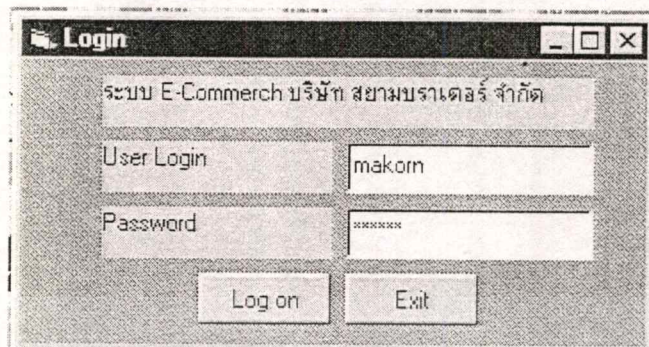 Login
ระบบ E-Commerch บริษัท สยามบราเดอร์ จำกัด
User Login makorn
Password xxxxxx
Log on Exit